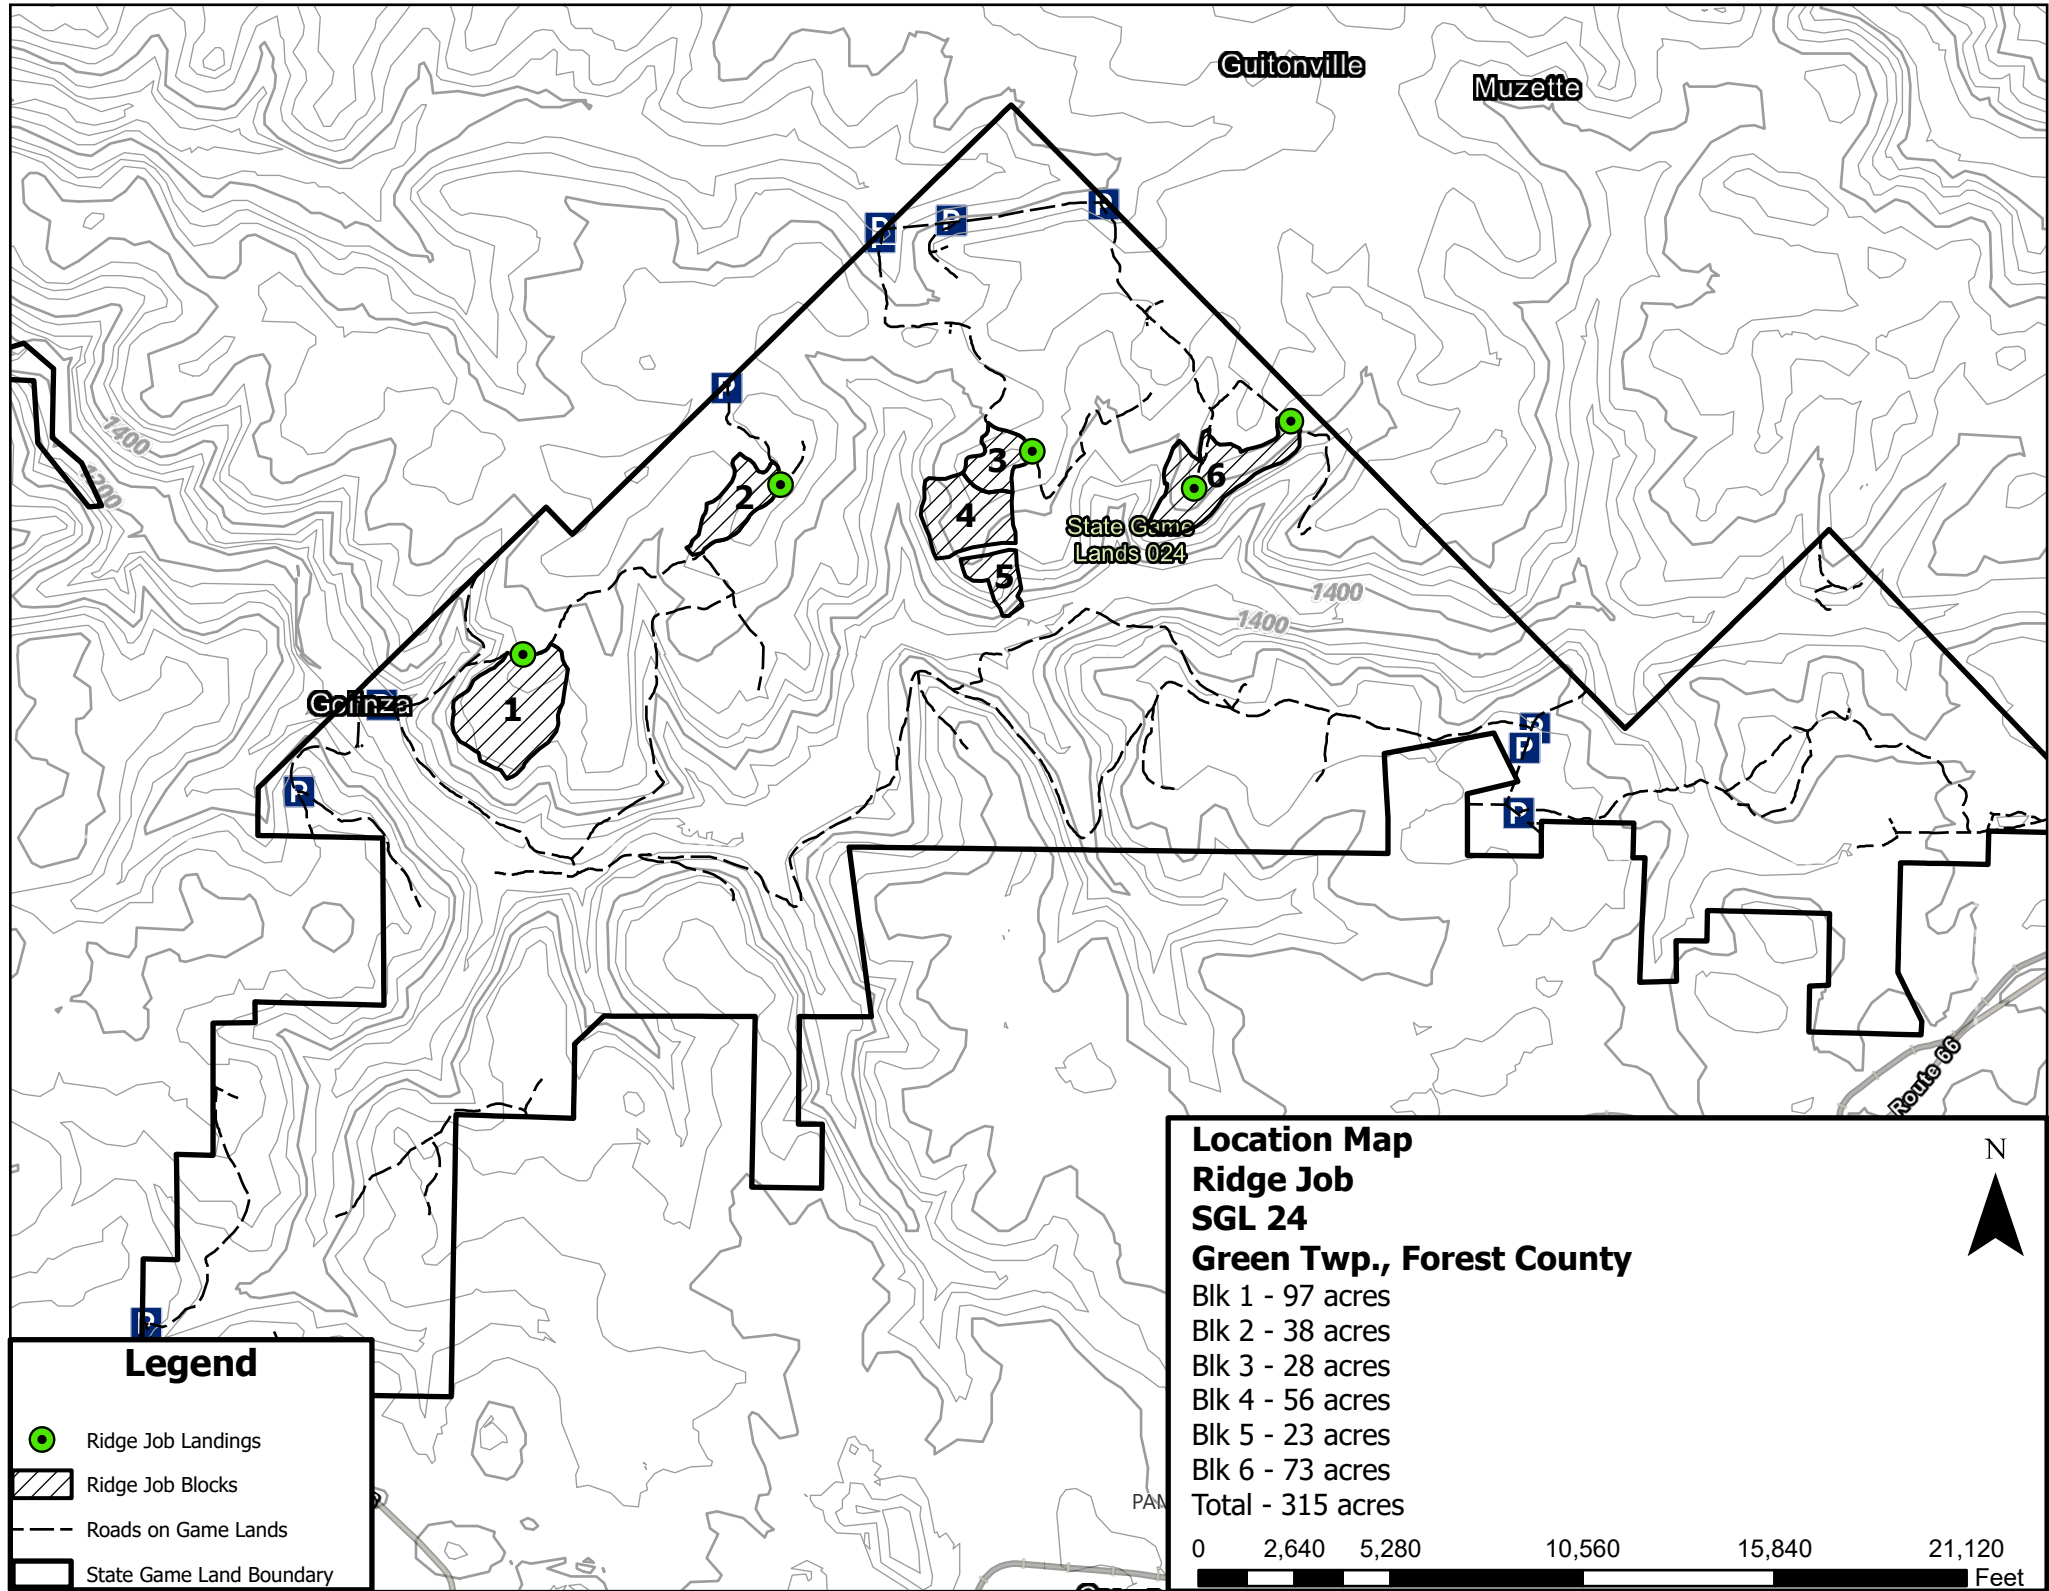 Guitonville
Muzette
P
P
P
P
1400
1200
3
2
6
4
State Game
Lands 024
5
1400
1400
Golinza
1
P
P
P
P
Route 66
P
Location Map
Ridge Job
SGL 24
Green Twp., Forest County
Blk 1 - 97 acres
Blk 2 - 38 acres
Blk 3 - 28 acres
Blk 4 - 56 acres
Blk 5 - 23 acres
Blk 6 - 73 acres
Total - 315 acres
0 2,640 5,280 10,560 15,840 21,120
Feet
N
Legend
Ridge Job Landings
Ridge Job Blocks
Roads on Game Lands
State Game Land Boundary
PAM